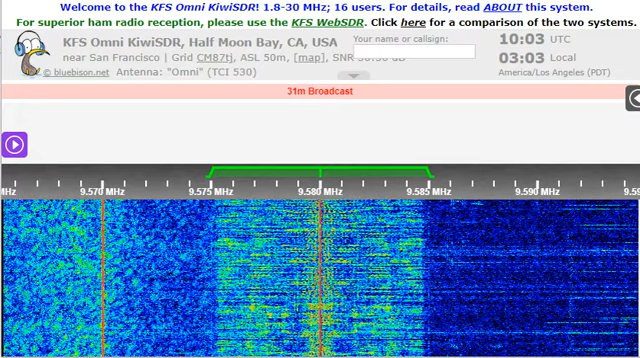 Welcome to the KFS Omni KiwiSDR! 1.8-30 MHz; 16 users. For details, read ABOUT this system.
For superior ham radio reception, please use the KFS WebSDR. Click here for a comparison of the two systems.
KFS Omni KiwiSDR, Half Moon Bay, CA, USA
near San Francisco | Grid CM87tj, ASL 50m, [map], SNR
© bluebison.net Antenna: "Omni" (TCI 530)
Your name or callsign:
10:03 UTC
03:03 Local
America/Los Angeles (PDT)
31m Broadcast
MHz 9.570 MHz 9.575 MHz 9.580 MHz 9.585 MHz 9.590 MHz 9.59